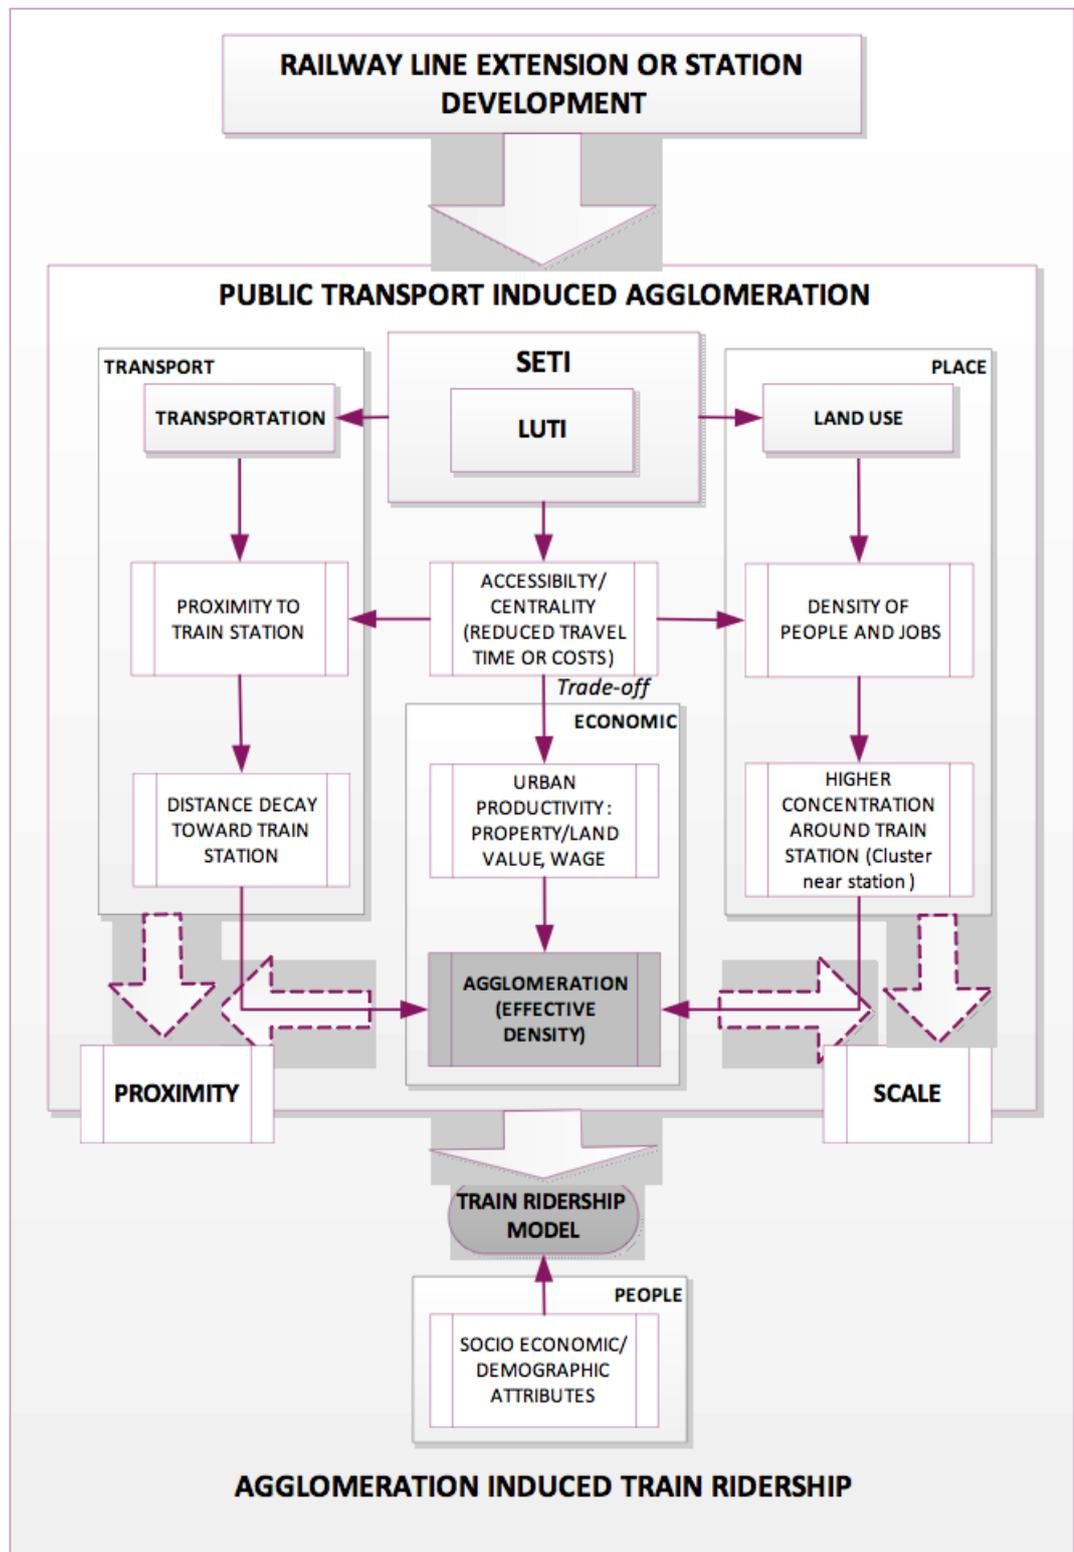 RAILWAY LINE EXTENSION OR STATION
DEVELOPMENT
PUBLIC TRANSPORT INDUCED AGGLOMERATION
TRANSPORT
TRANSPORTATION
SETI
LUTI
PLACE
LAND USE
PROXIMITY TO
TRAIN STATION
ACCESSIBILTY/
CENTRALITY
(REDUCED TRAVEL
TIME OR COSTS)
DENSITY OF
PEOPLE AND JOBS
Trade-off
ECONOMIC
DISTANCE DECAY
TOWARD TRAIN
STATION
URBAN
PRODUCTIVITY :
PROPERTY/LAND
VALUE, WAGE
HIGHER
CONCENTRATION
AROUND TRAIN
STATION (Cluster
near station )
AGGLOMERATION
(EFFECTIVE
DENSITY)
PROXIMITY
SCALE
TRAIN RIDERSHIP
MODEL
PEOPLE
SOCIO ECONOMIC/
DEMOGRAPHIC
ATTRIBUTES
AGGLOMERATION INDUCED TRAIN RIDERSHIP